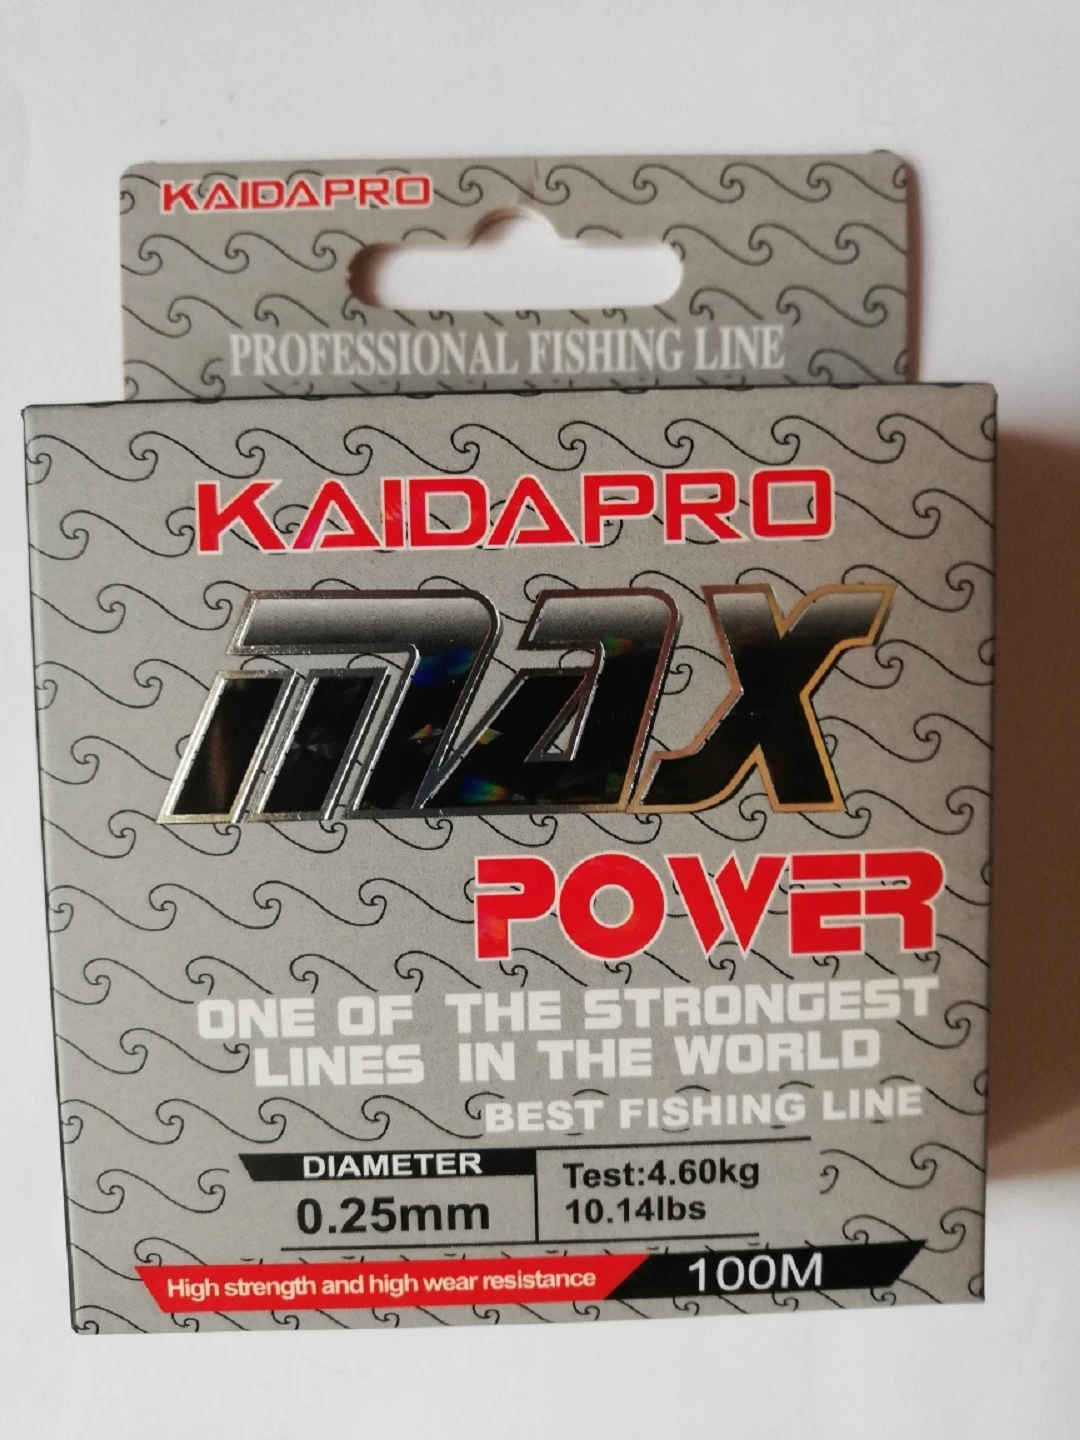 KAIDAPRO
PROFESSIONAL FISHING LINE
KAIDAPRO
max
POWER
ONE OF THE STRONGEST
LINES IN THE WORLD
BEST FISHING LINE
DIAMETER
0.25mm
Test:4.60kg
10.14lbs
High strength and high wear resistance
100M